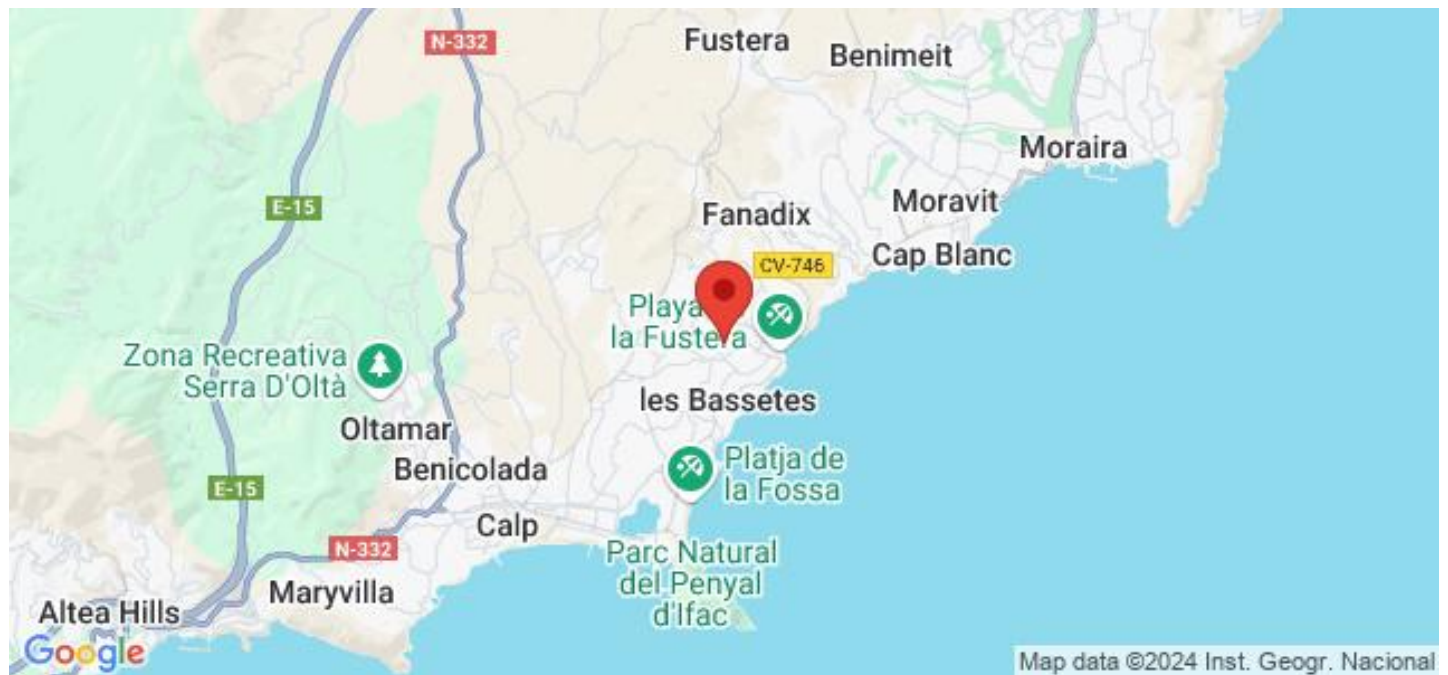 N-332
Fustera
Benimeit
Moraira
E-15
Moravit
Fanadix
Cap Blanc
CV-746
Playa
la Fustera
Zona Recreativa
Serra D'Oltà
les Bassetes
Oltamar
Benicolada
Platja de
la Fossa
E-15
Calp
N-332
Parc Natural
del Penyal
d'Ifac
Maryvilla
Altea Hills
Google
Map data ©2024 Inst. Geogr. Nacional